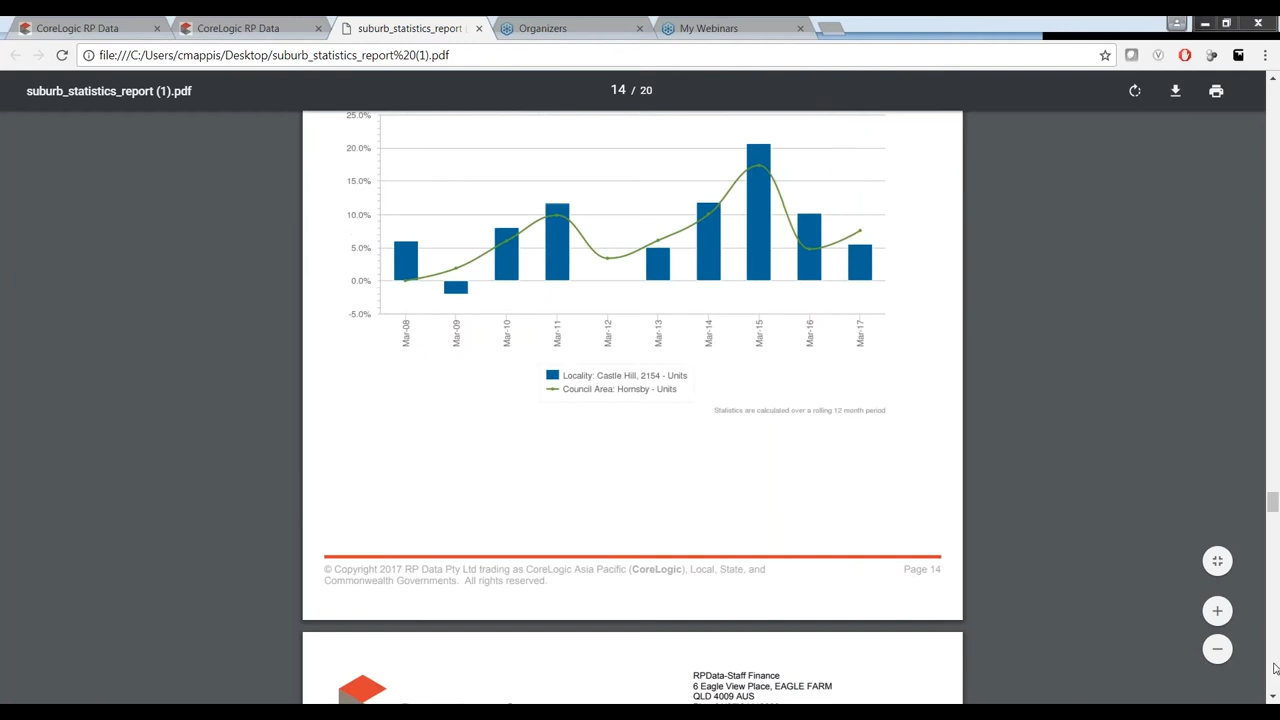 CoreLogic RP Data
CoreLogic RP Data
suburb_statistics_report
Organizers
My Webinars
file:///C:/Users/cmappis/Desktop/suburb_statistics_report%20(1).pdf
suburb_statistics_report (1).pdf
14 / 20
25.0%
20.0%
15.0%
10.0%
5.0%
0.0%
-5.0%
Mar-08
Mar-09
Mar-10
Mar-11
Mar-12
Mar-13
Mar-14
Mar-15
Mar-16
Mar-17
Locality: Castle Hill, 2154 - Units
Council Area: Hornsby - Units
Statistics are calculated over a rolling 12 month period
© Copyright 2017 RP Data Pty Ltd trading as CoreLogic Asia Pacific (CoreLogic), Local, State, and
Commonwealth Governments. All rights reserved.
Page 14
RPData-Staff Finance
6 Eagle View Place, EAGLE FARM
QLD 4009 AUS